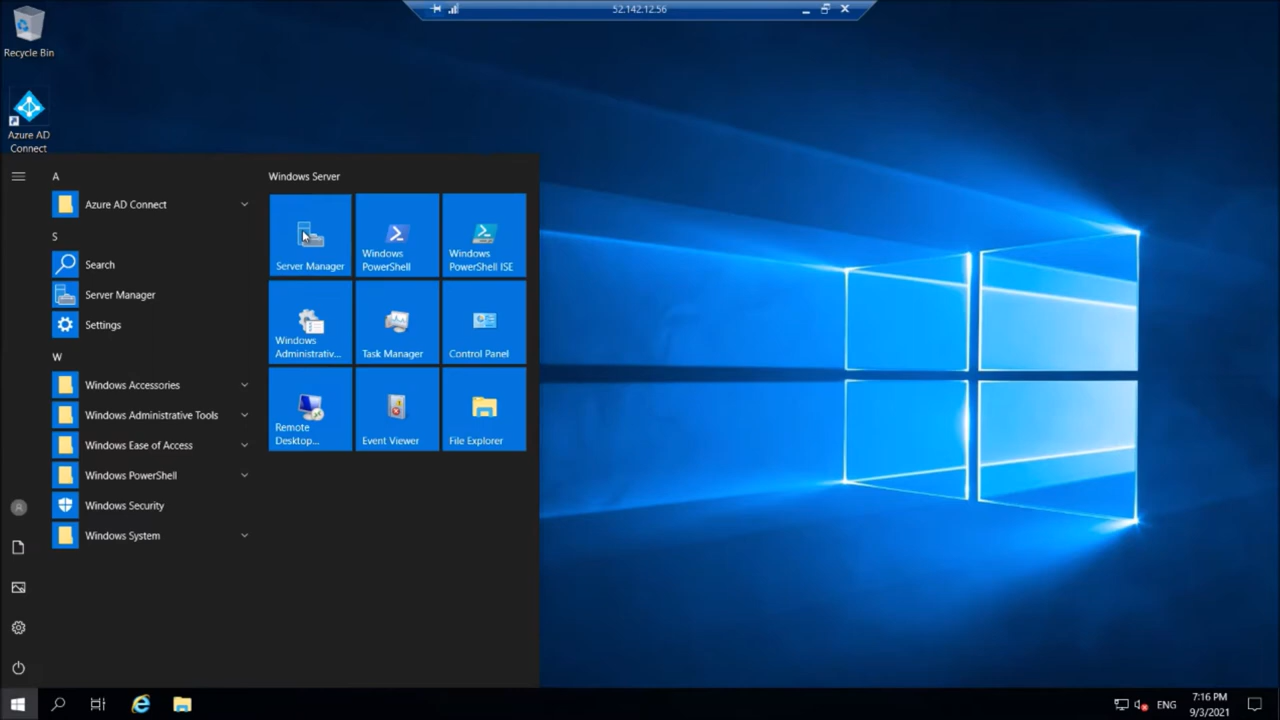 52.142.12.56
Recycle Bin
Azure AD
Connect
A
Azure AD Connect
S
Search
Server Manager
Settings
W
Windows Accessories
Windows Administrative Tools
Windows Ease of Access
Windows PowerShell
Windows Security
Windows System
Windows Server
Server Manager
Windows
PowerShell
Windows
PowerShell ISE
Windows
Administrativ...
Task Manager
Control Panel
Remote
Desktop...
Event Viewer
File Explorer
ENG
7:16 PM
9/3/2021